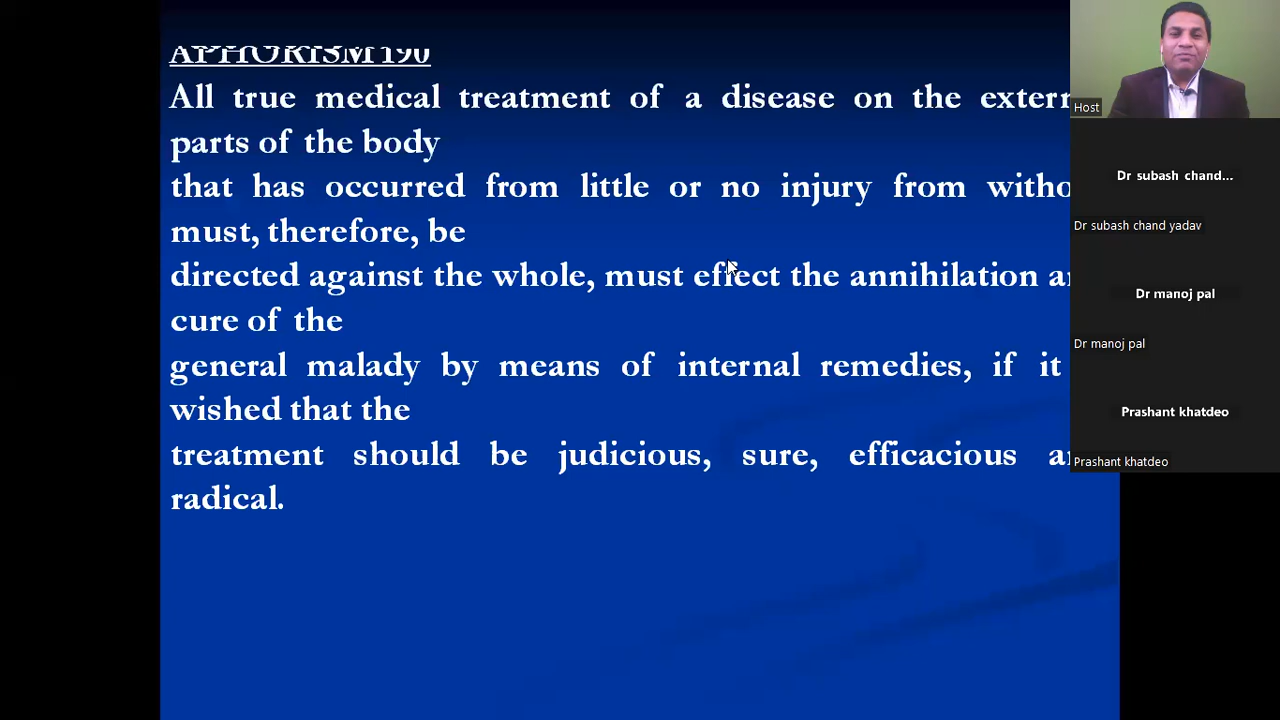 APHORISM 190
All true medical treatment of a disease on the extern
parts of the body
that has occurred from little or no injury from witho
must, therefore, be
directed against the whole, must effect the annihilation a
cure of the
general malady by means of internal remedies, if it
wished that the
treatment should be judicious, sure, efficacious a
radical.
Host
Dr subash chand...
Dr subash chand yadav
Dr manoj pal
Dr manoj pal
Prashant khatdeo
Prashant khatdeo